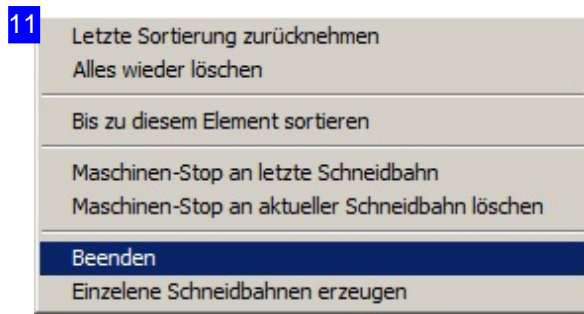 11
Letzte Sortierung zurücknehmen
Alles wieder löschen
Bis zu diesem Element sortieren
Maschinen-Stop an letzte Schneidbahn
Maschinen-Stop an aktueller Schneidbahn löschen
Beenden
Einzelene Schneidbahnen erzeugen